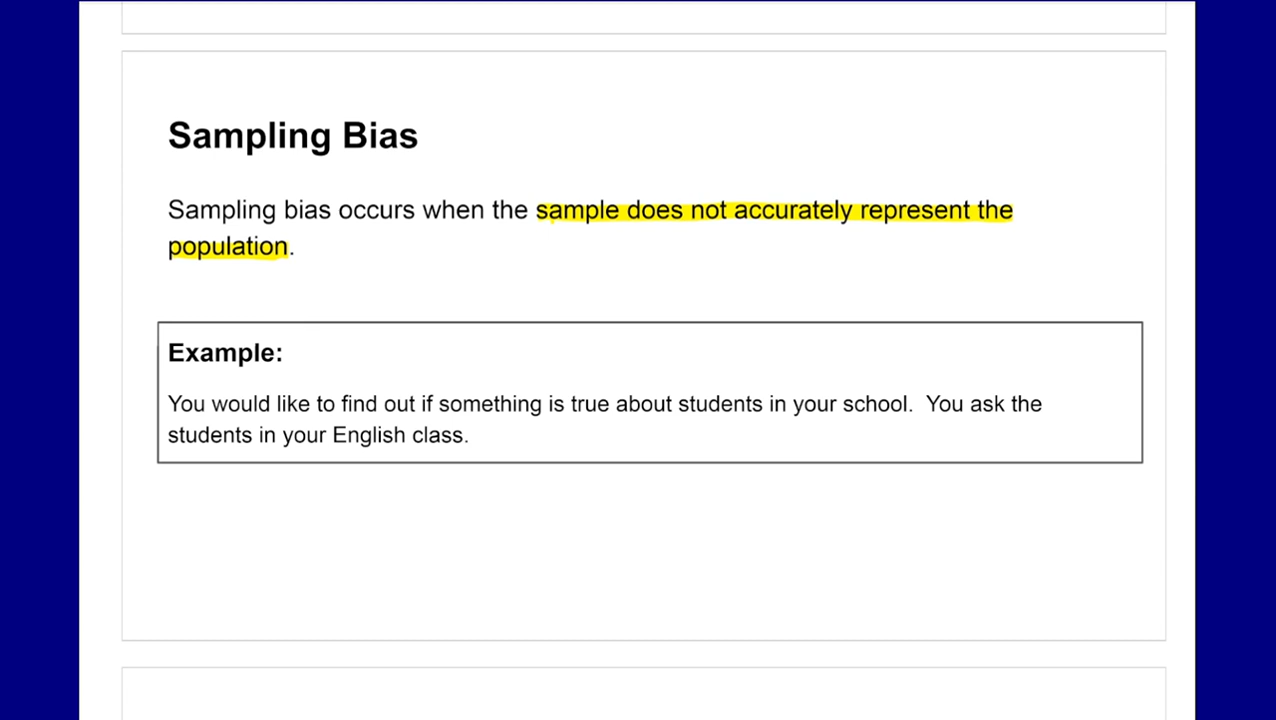 Sampling Bias
Sampling bias occurs when the sample does not accurately represent the
population.
Example:
You would like to find out if something is true about students in your school.  You ask the
students in your English class.